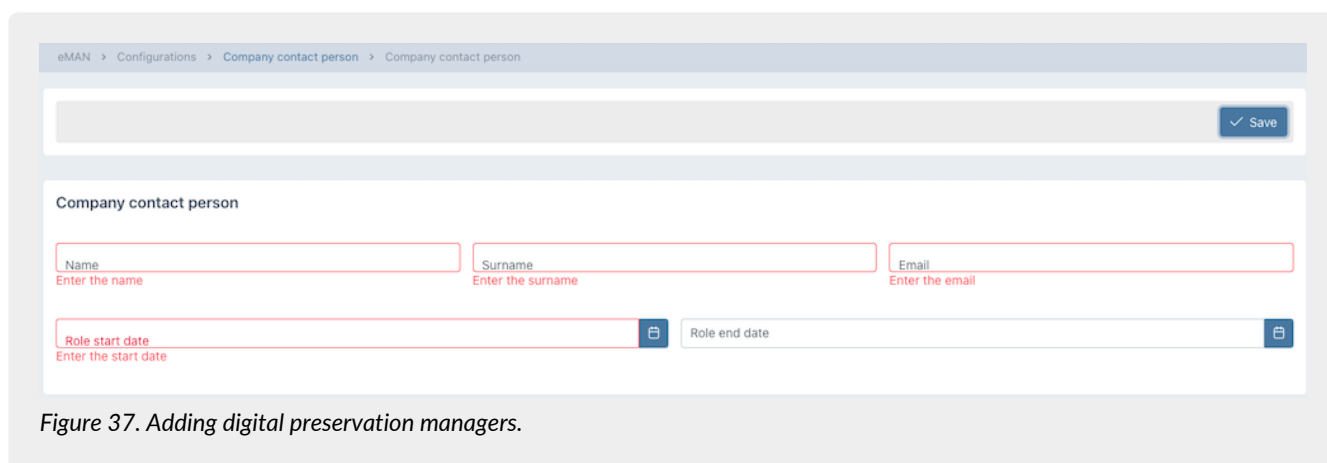 eMAN > Configurations > Company contact person > Company contact person
Save
Company contact person
Name Surname Email
Enter the name Enter the surname Enter the email
Role start date Role end date
Enter the start date
Figure 37. Adding digital preservation managers.